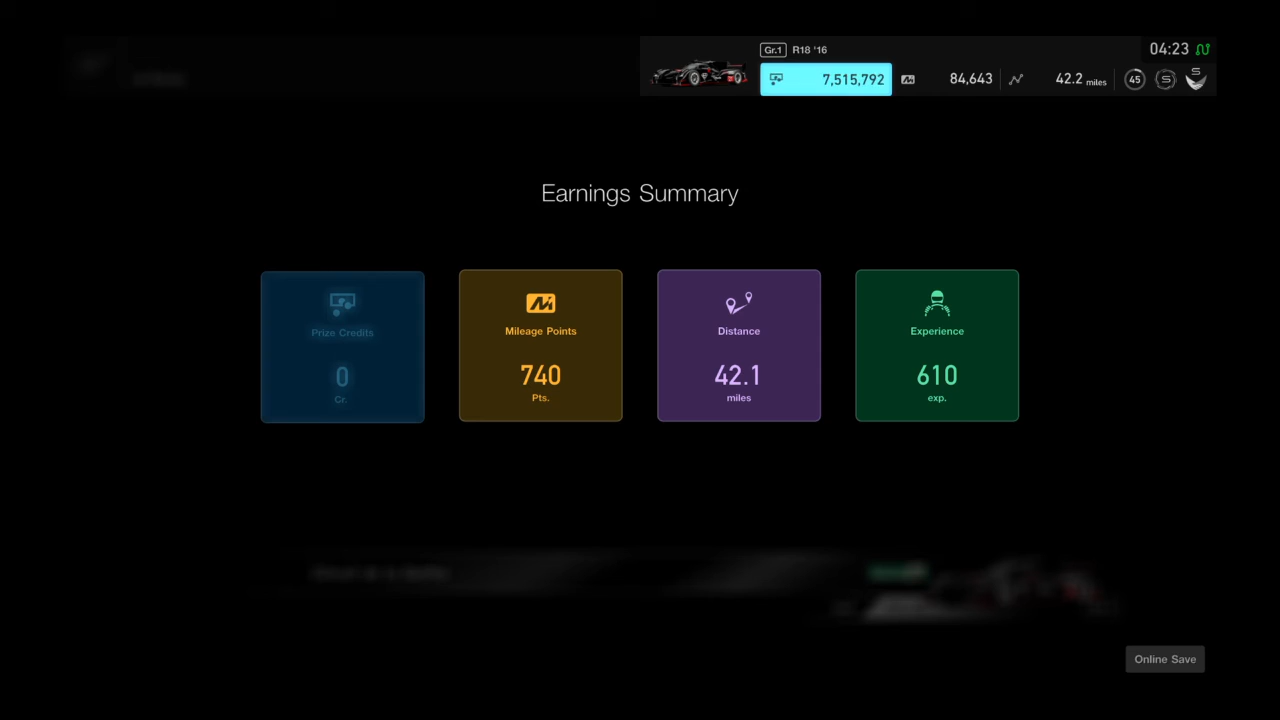 Gr.1 R18 '16 04:23
7,515,792 84,643 42.2 miles 45 S S
Earnings Summary
Prize Credits Mileage Points Distance Experience
0 740 42.1 610
Cr. Pts. miles exp.
Online Save